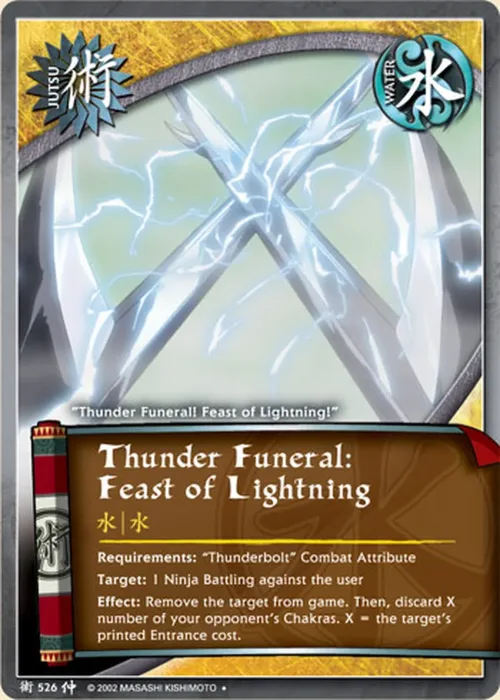 JUTSU 術
WATER 水
"Thunder Funeral! Feast of Lightning!"
Thunder Funeral:
Feast of Lightning
水|水
術
Requirements: "Thunderbolt" Combat Attribute
Target: 1 Ninja Battling against the user
Effect: Remove the target from game. Then, discard X
number of your opponent's Chakras. X = the target's
printed Entrance cost.
術 526 仲 © 2002 MASASHI KISHIMOTO